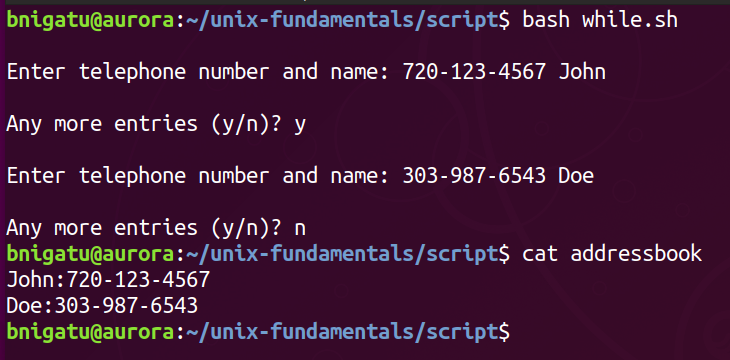 bnigatu@aurora:~/unix-fundamentals/script$ bash while.sh
Enter telephone number and name: 720-123-4567 John
Any more entries (y/n)? y
Enter telephone number and name: 303-987-6543 Doe
Any more entries (y/n)? n
bnigatu@aurora:~/unix-fundamentals/script$ cat addressbook
John:720-123-4567
Doe:303-987-6543
bnigatu@aurora:~/unix-fundamentals/script$